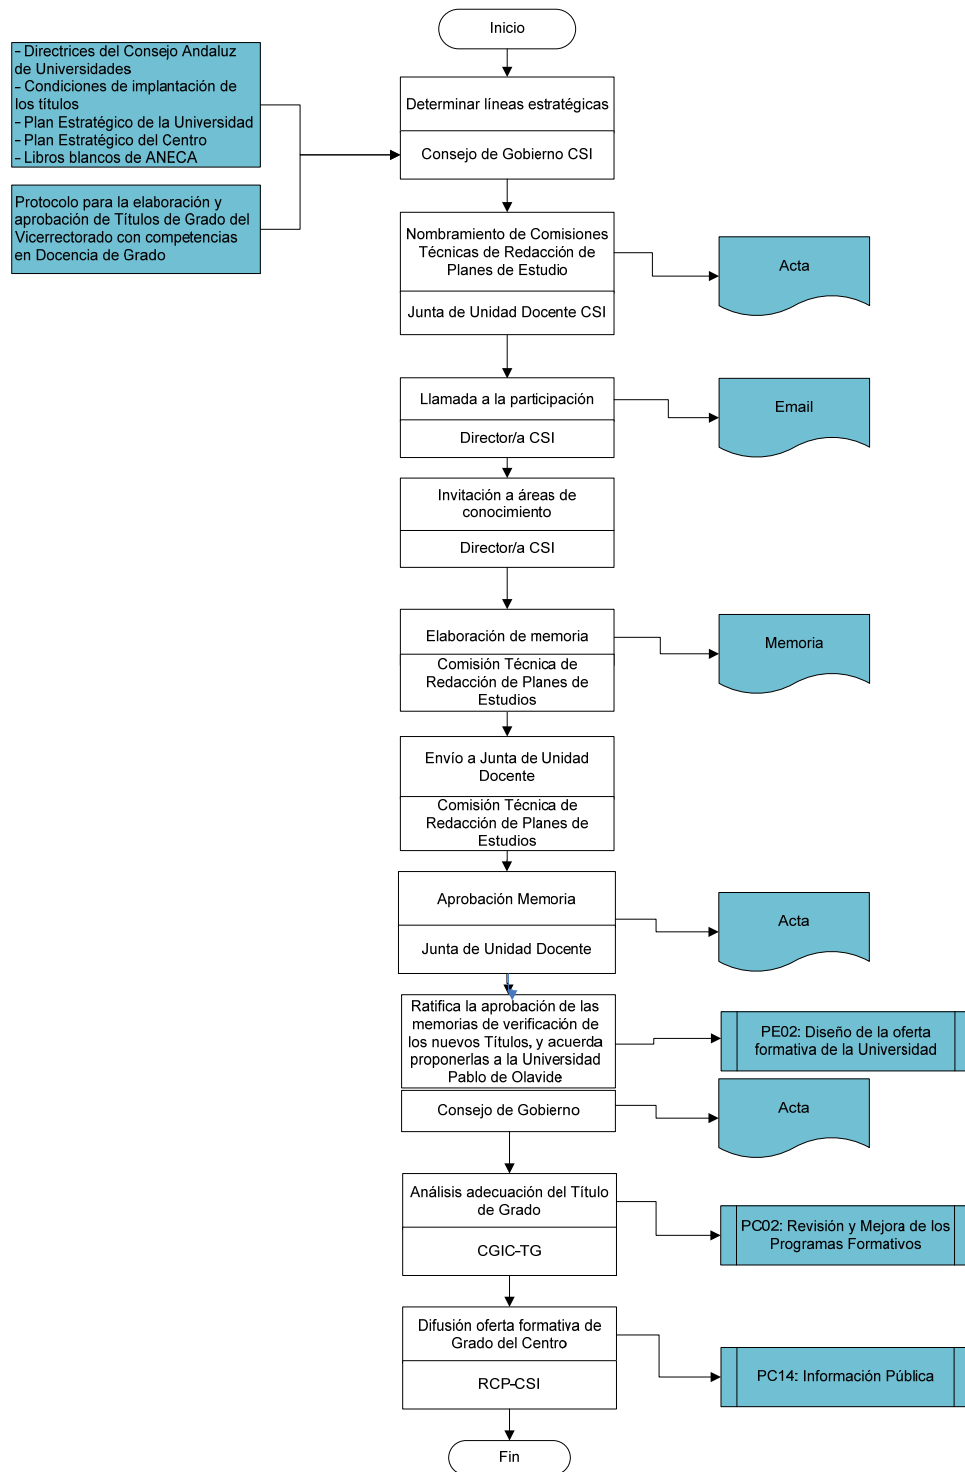 Inicio
– Directrices del Consejo Andaluz
de Universidades
– Condiciones de implantación de
los títulos
– Plan Estratégico de la Universidad
– Plan Estratégico del Centro
– Libros blancos de ANECA
Determinar líneas estratégicas
Consejo de Gobierno CSI
Protocolo para la elaboración y
aprobación de Títulos de Grado del
Vicerrectorado con competencias
en Docencia de Grado
Nombramiento de Comisiones
Técnicas de Redacción de
Planes de Estudio
Junta de Unidad Docente CSI
Acta
Llamada a la participación
Director/a CSI
Email
Invitación a áreas de
conocimiento
Director/a CSI
Elaboración de memoria
Comisión Técnica de
Redacción de Planes de
Estudios
Memoria
Envío a Junta de Unidad
Docente
Comisión Técnica de
Redacción de Planes de
Estudios
Aprobación Memoria
Junta de Unidad Docente
Acta
Ratifica la aprobación de las
memorias de verificación de
los nuevos Títulos, y acuerda
proponerlas a la Universidad
Pablo de Olavide
PE02: Diseño de la oferta
formativa de la Universidad
Consejo de Gobierno
Acta
Análisis adecuación del Título
de Grado
CGIC-TG
PC02: Revisión y Mejora de los
Programas Formativos
Difusión oferta formativa de
Grado del Centro
RCP-CSI
PC14: Información Pública
Fin